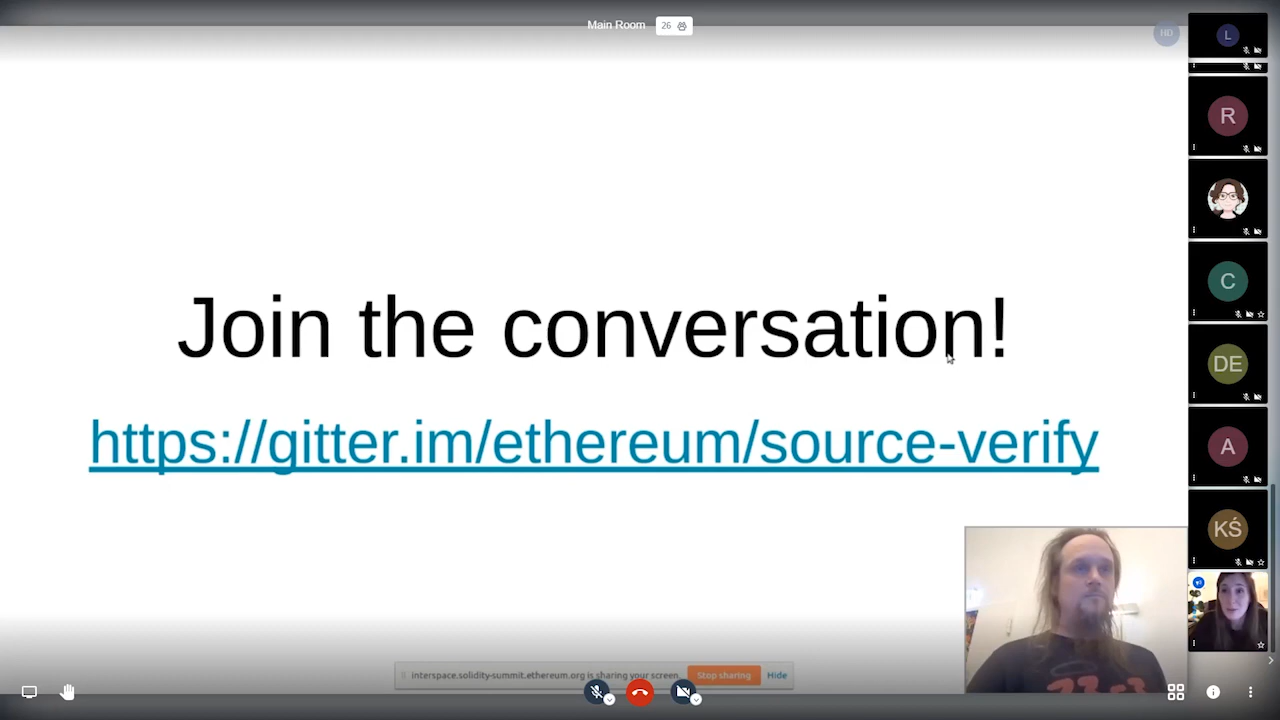 Main Room
26
HD
L
R
C
DE
A
KŚ
Join the conversation!
https://gitter.im/ethereum/source-verify
interspace.solidity-summit.ethereum.org is sharing your screen.
Stop sharing
Hide